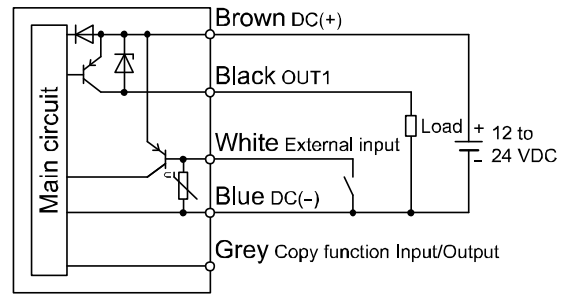 Brown DC(+)
Black OUT1
Main circuit
Load
+ 12 to
- 24 VDC
White External input
Blue DC(-)
Grey Copy function Input/Output